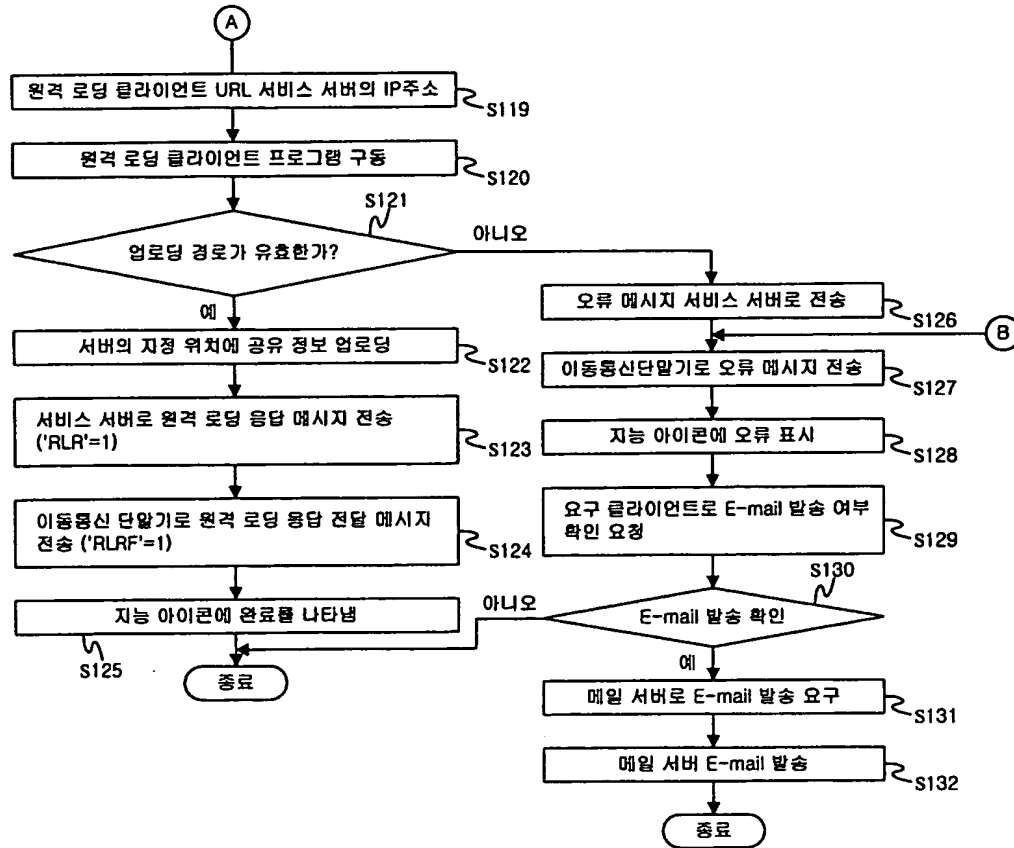 A
원격 로딩 클라이언트 URL 서비스 서버의 IP주소
S119
원격 로딩 클라이언트 프로그램 구동
S120
S121
업로딩 경로가 유효한가?
아니오
예
서버의 지정 위치에 공유 정보 업로딩
S122
서비스 서버로 원격 로딩 응답 메시지 전송
('RLR'=1)
S123
이동통신 단말기로 원격 로딩 응답 전달 메시지
전송 ('RLRF'=1)
S124
지능 아이콘에 완료를 나타냄
S125
종료
오류 메시지 서비스 서버로 전송
S126
B
이동통신단말기로 오류 메시지 전송
S127
지능 아이콘에 오류 표시
S128
요구 클라이언트로 E-mail 발송 여부
확인 요청
S129
S130
E-mail 발송 확인
아니오
예
메일 서버로 E-mail 발송 요구
S131
메일 서버 E-mail 발송
S132
종료